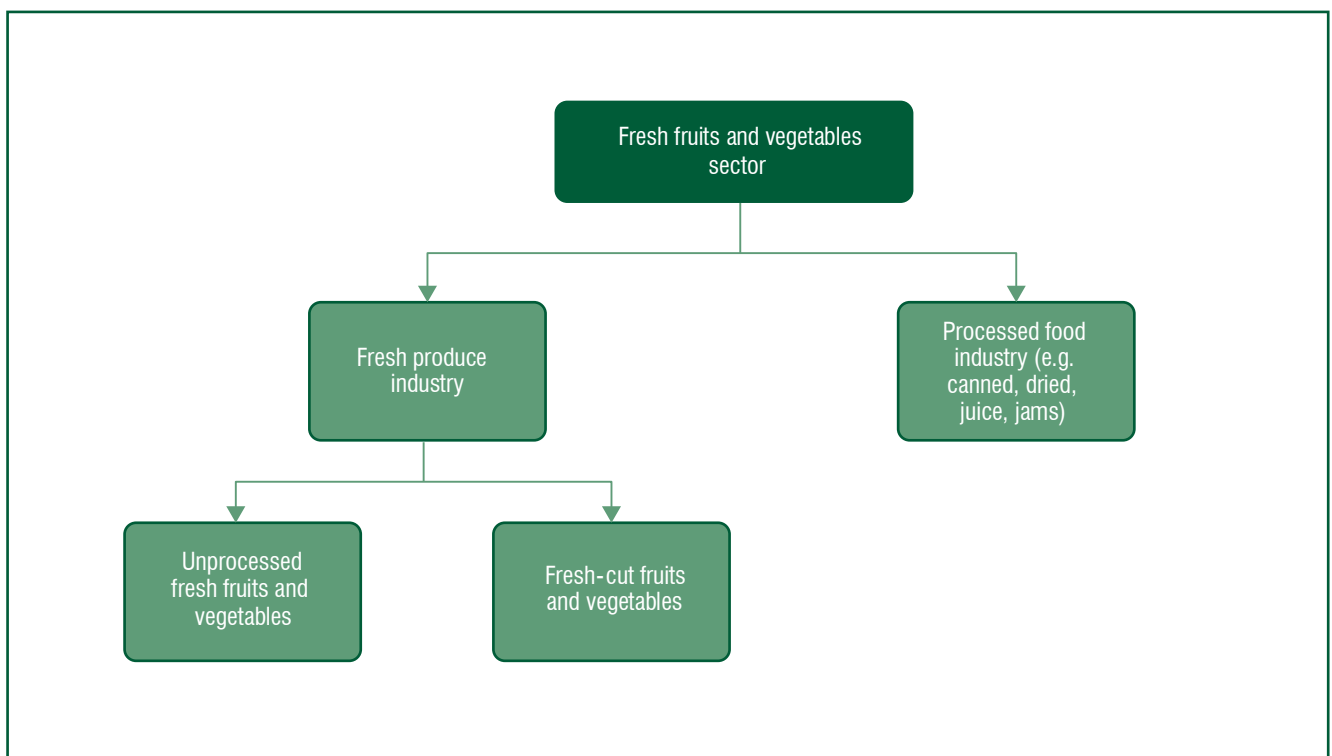 Fresh fruits and vegetables
sector
Fresh produce
industry
Processed food
industry (e.g.
canned, dried,
juice, jams)
Unprocessed
fresh fruits and
vegetables
Fresh-cut fruits
and vegetables